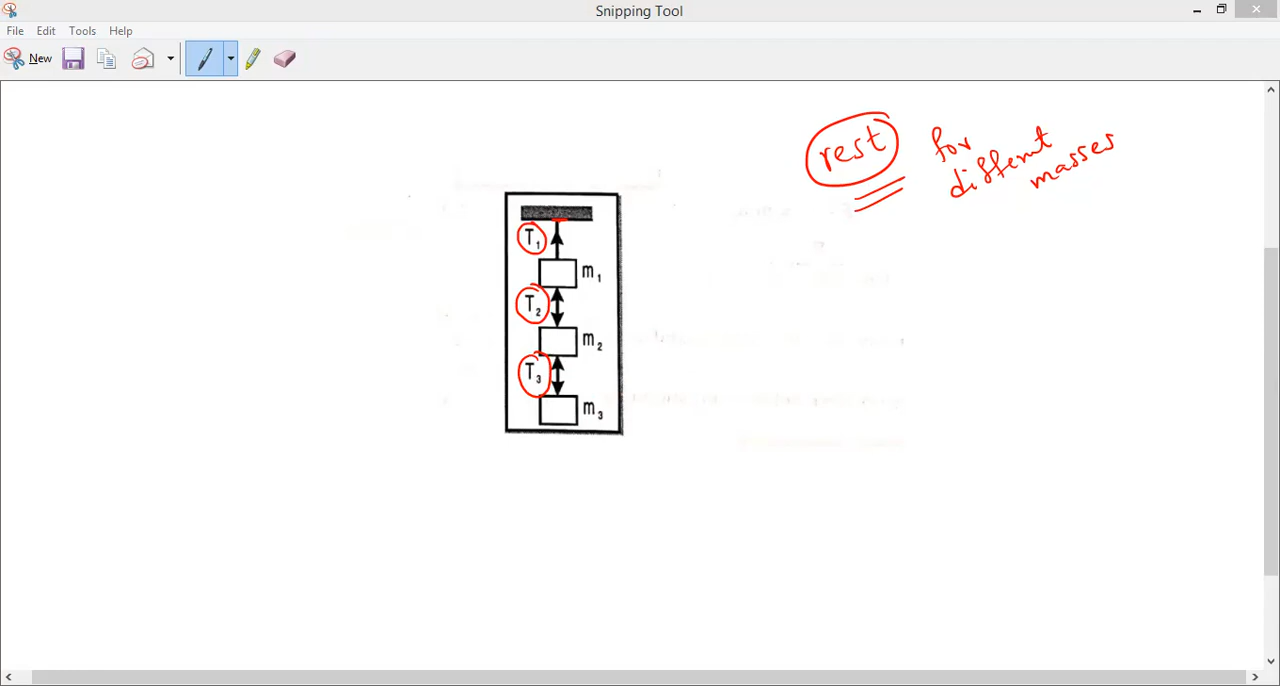 Snipping Tool
File Edit Tools Help
New
rest for
different
masses
T1
m1
T2
m2
T3
m3